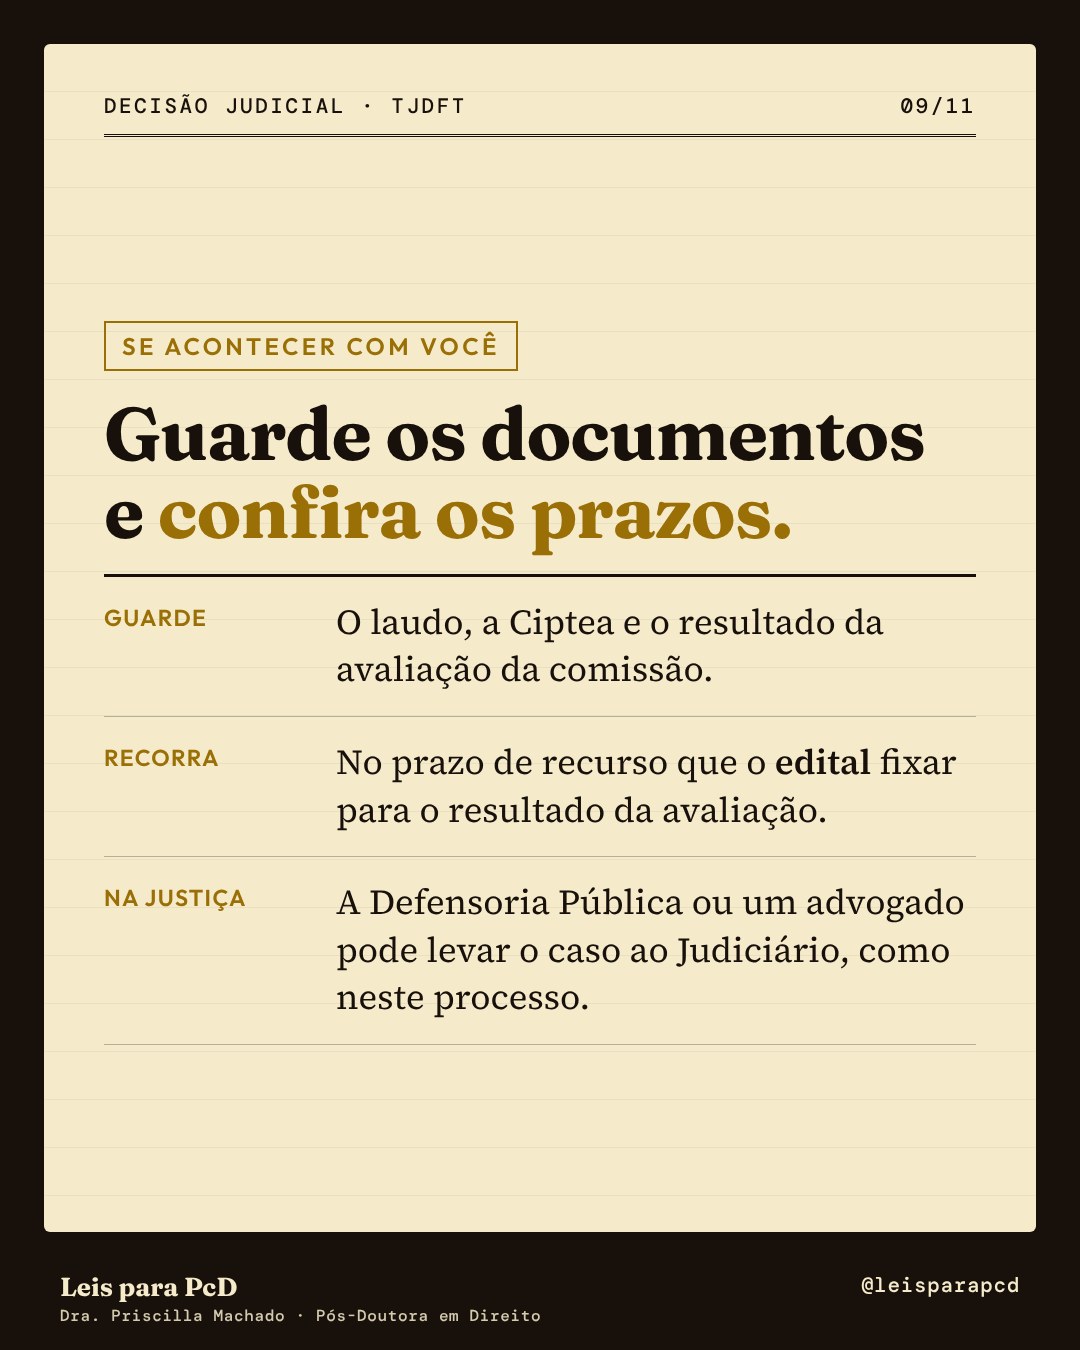 DECISÃO JUDICIAL · TJDFT
09/11
SE ACONTECER COM VOCÊ
Guarde os documentos
e confira os prazos.
GUARDE
O laudo, a Ciptea e o resultado da
avaliação da comissão.
RECORRA
No prazo de recurso que o edital fixar
para o resultado da avaliação.
NA JUSTIÇA
A Defensoria Pública ou um advogado
pode levar o caso ao Judiciário, como
neste processo.
Leis para PcD
Dra. Priscilla Machado · Pós-Doutora em Direito
@leisparapcd